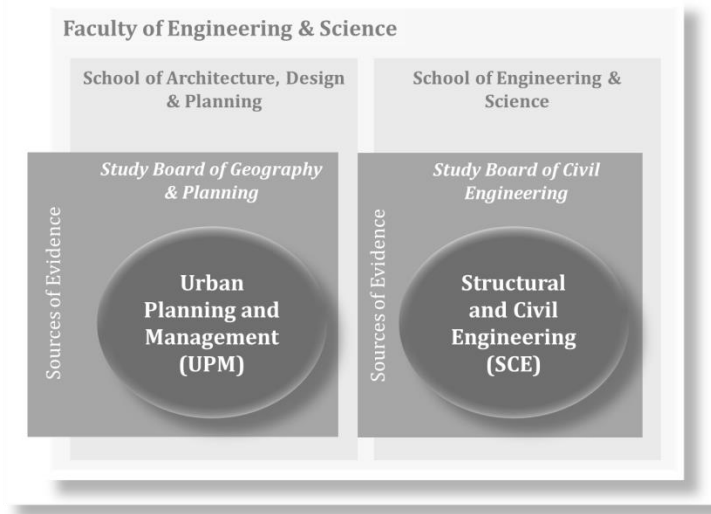 Faculty of Engineering & Science
School of Architecture, Design
& Planning
Study Board of Geography
& Planning
Sources of Evidence
Urban
Planning and
Management
(UPM)
School of Engineering &
Science
Study Board of Civil
Engineering
Sources of Evidence
Structural
and Civil
Engineering
(SCE)